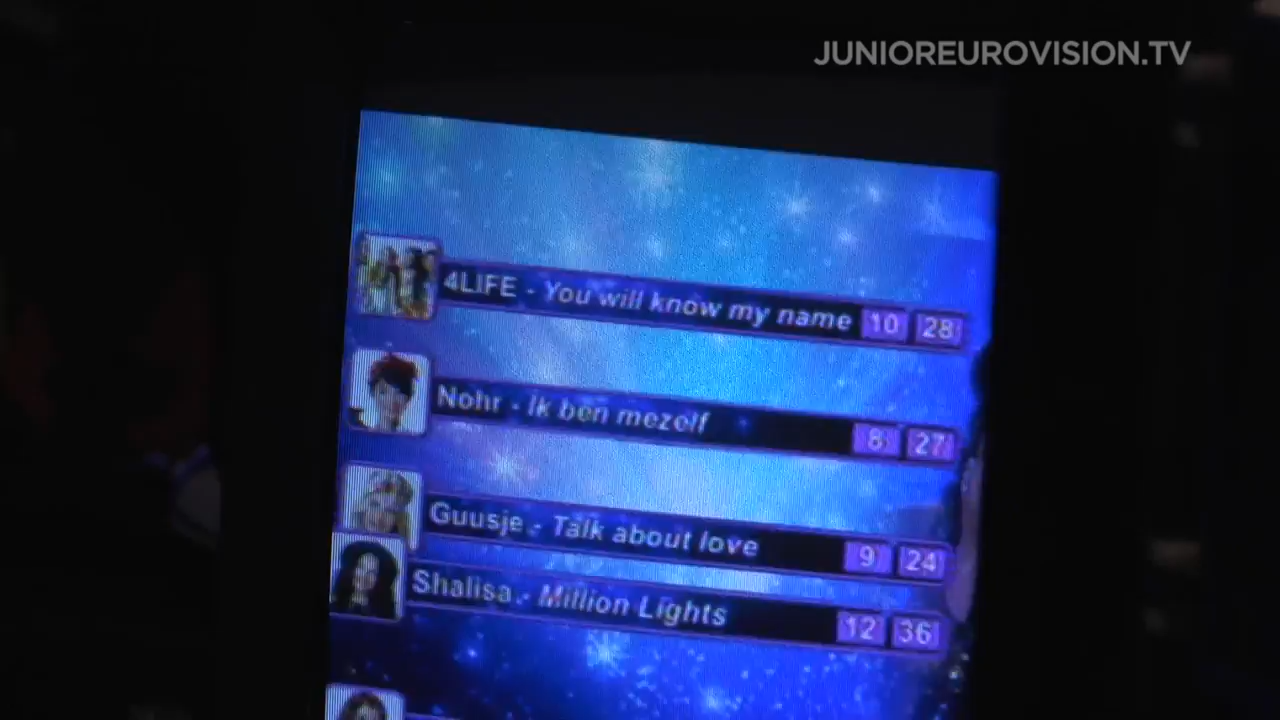 JUNIOREUROVISION.TV
4LIFE - You will know my name 10 28
Nohr - Ik ben mezelf 8 27
Guusje - Talk about love 9 24
Shalisa - Million Lights 12 36